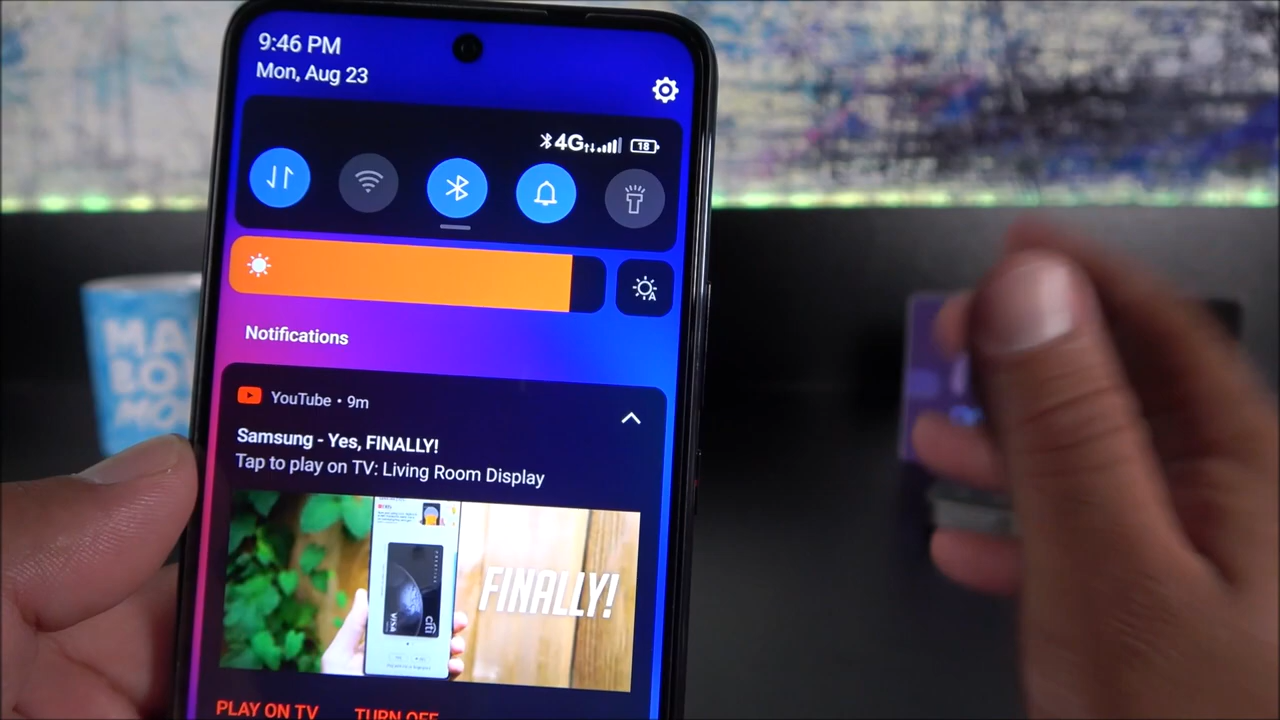 9:46 PM
Mon, Aug 23
4G
18
A
Notifications
YouTube • 9m
Samsung - Yes, FINALLY!
Tap to play on TV: Living Room Display
FINALLY!
VISA
citi
PLAY ON TV TURN OFF